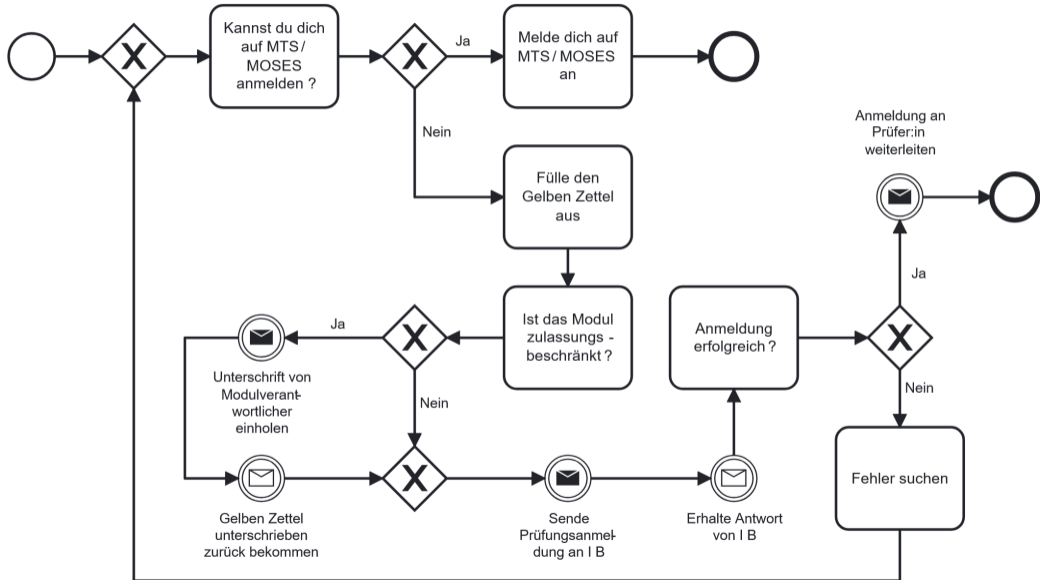 Kannst du dich
auf MTS /
MOSES
anmelden ?
Ja
Melde dich auf
MTS / MOSES
an
Nein
Anmeldung an
Prüfer:in
weiterleiten
Fülle den
Gelben Zettel
aus
Ja
Ist das Modul
zulassungs -
beschränkt ?
Ja
Anmeldung
erfolgreich ?
Unterschrift von
Modulverant-
wortlicher
einholen
Nein
Nein
Fehler suchen
Gelben Zettel
unterschrieben
zurück bekommen
Sende
Prüfungsanmel-
dung an I B
Erhalte Antwort
von I B